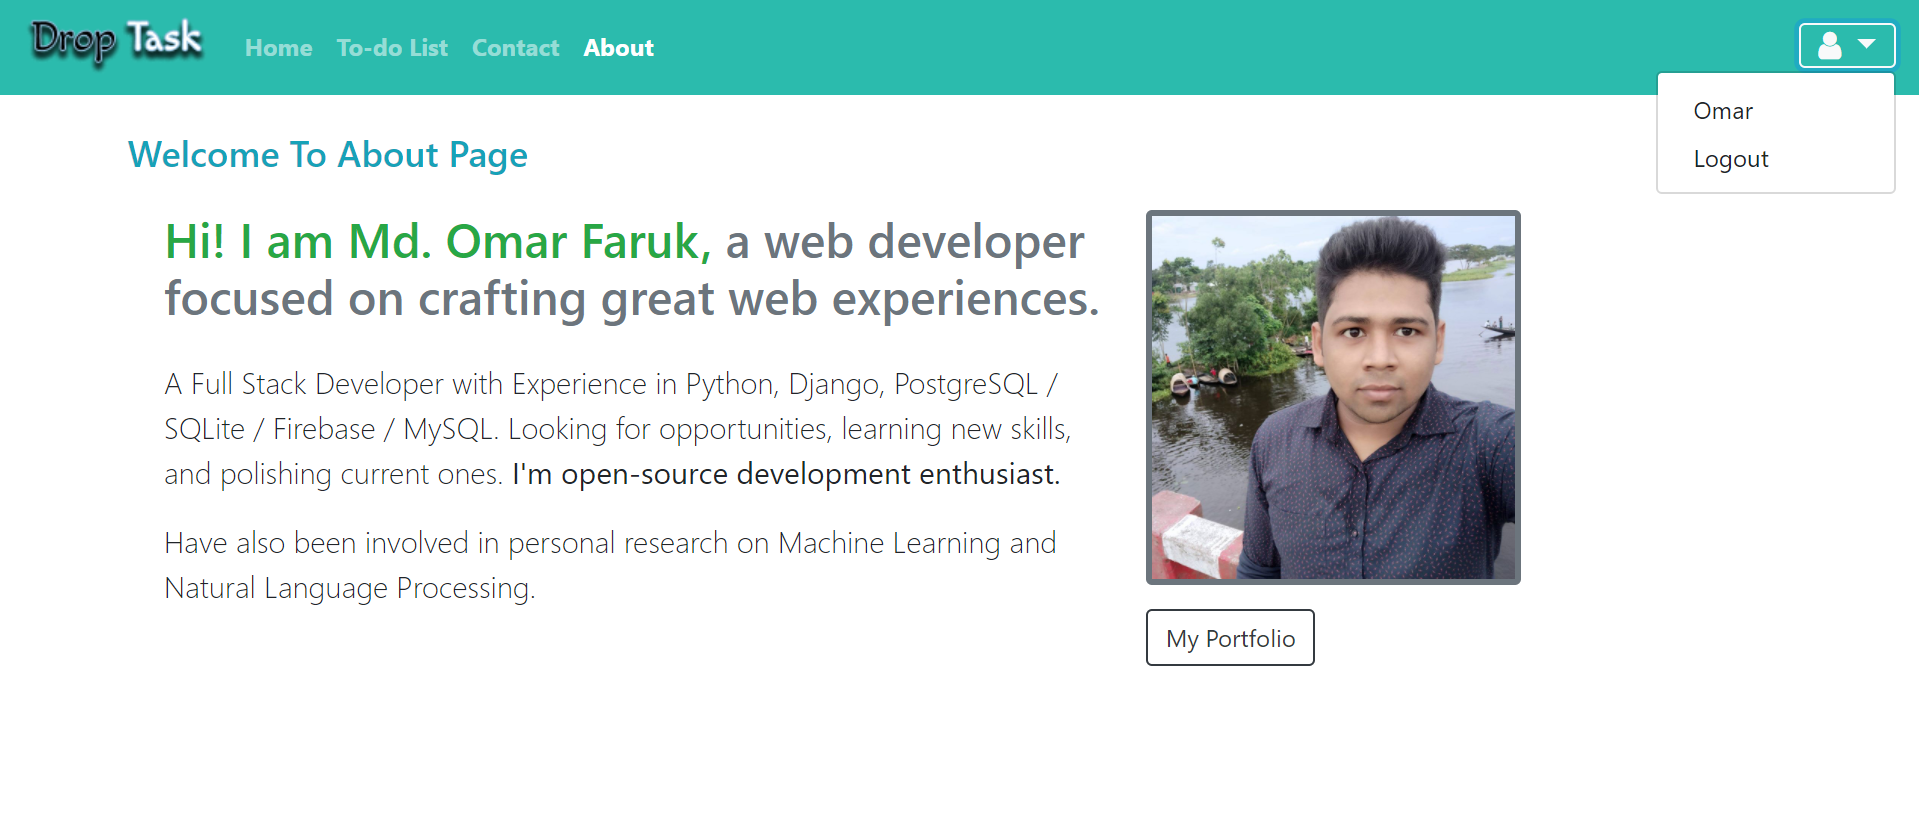 Drop Task
Home To-do List Contact About
Omar
Logout
Welcome To About Page
Hi! I am Md. Omar Faruk, a web developer
focused on crafting great web experiences.
A Full Stack Developer with Experience in Python, Django, PostgreSQL /
SQLite / Firebase / MySQL. Looking for opportunities, learning new skills,
and polishing current ones. I'm open-source development enthusiast.
Have also been involved in personal research on Machine Learning and
Natural Language Processing.
My Portfolio